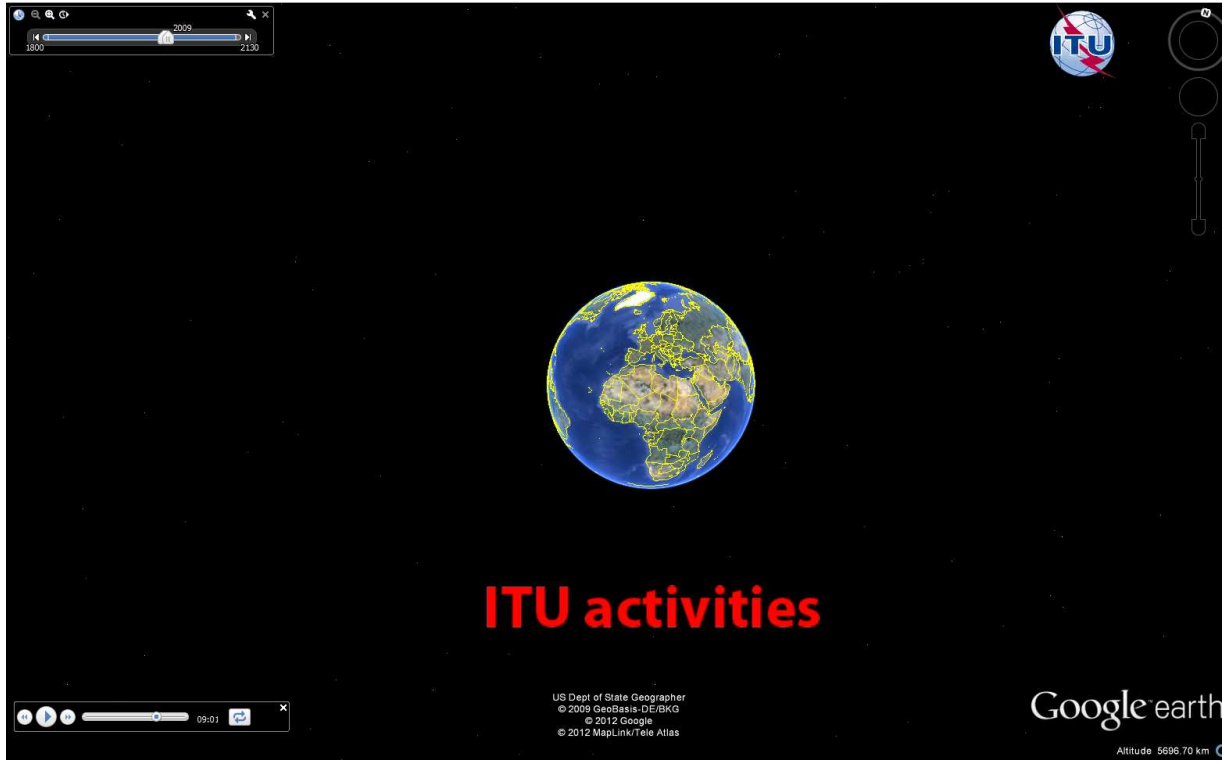 2009
1800
2130
ITU
N
ITU activities
US Dept of State Geographer
© 2009 GeoBasis-DE/BKG
© 2012 Google
© 2012 MapLink/Tele Atlas
09:01
Google earth
Altitude 5696.70 km